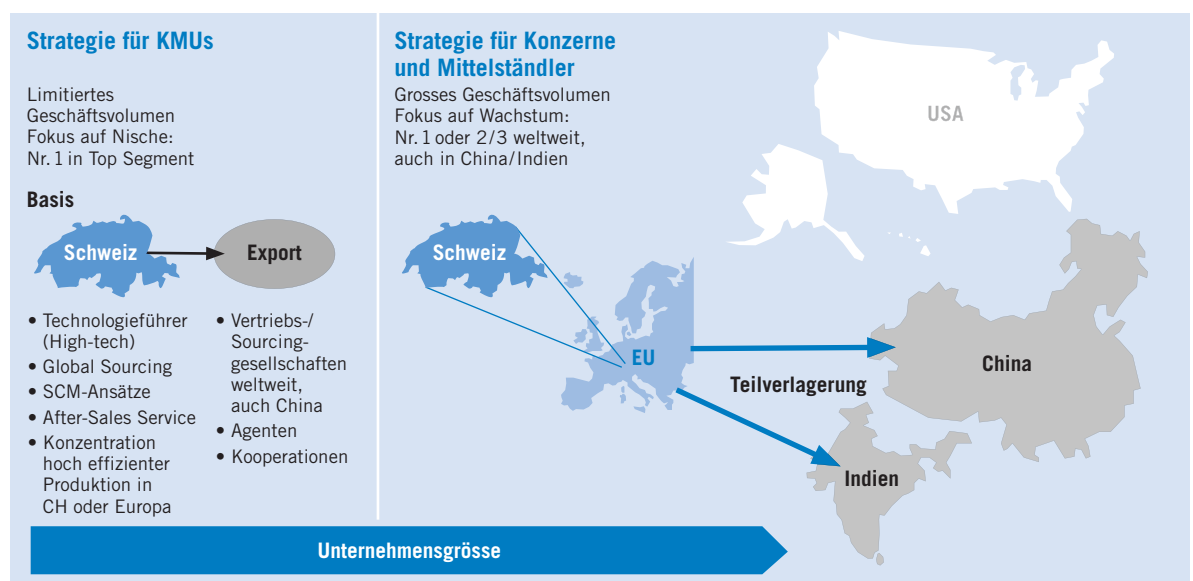 Strategie für KMUs
Limitiertes
Geschäftsvolumen
Fokus auf Nische:
Nr. 1 in Top Segment
Basis
Schweiz
Export
• Technologieführer
(High-tech)
• Global Sourcing
• SCM-Ansätze
• After-Sales Service
• Konzentration
hoch effizienter
Produktion in
CH oder Europa
• Vertriebs-/
Sourcing-
gesellschaften
weltweit,
auch China
• Agenten
• Kooperationen
Strategie für Konzerne
und Mittelständler
Grosses Geschäftsvolumen
Fokus auf Wachstum:
Nr. 1 oder 2/3 weltweit,
auch in China/Indien
Schweiz
EU
USA
Teilverlagerung
China
Indien
Unternehmensgrösse